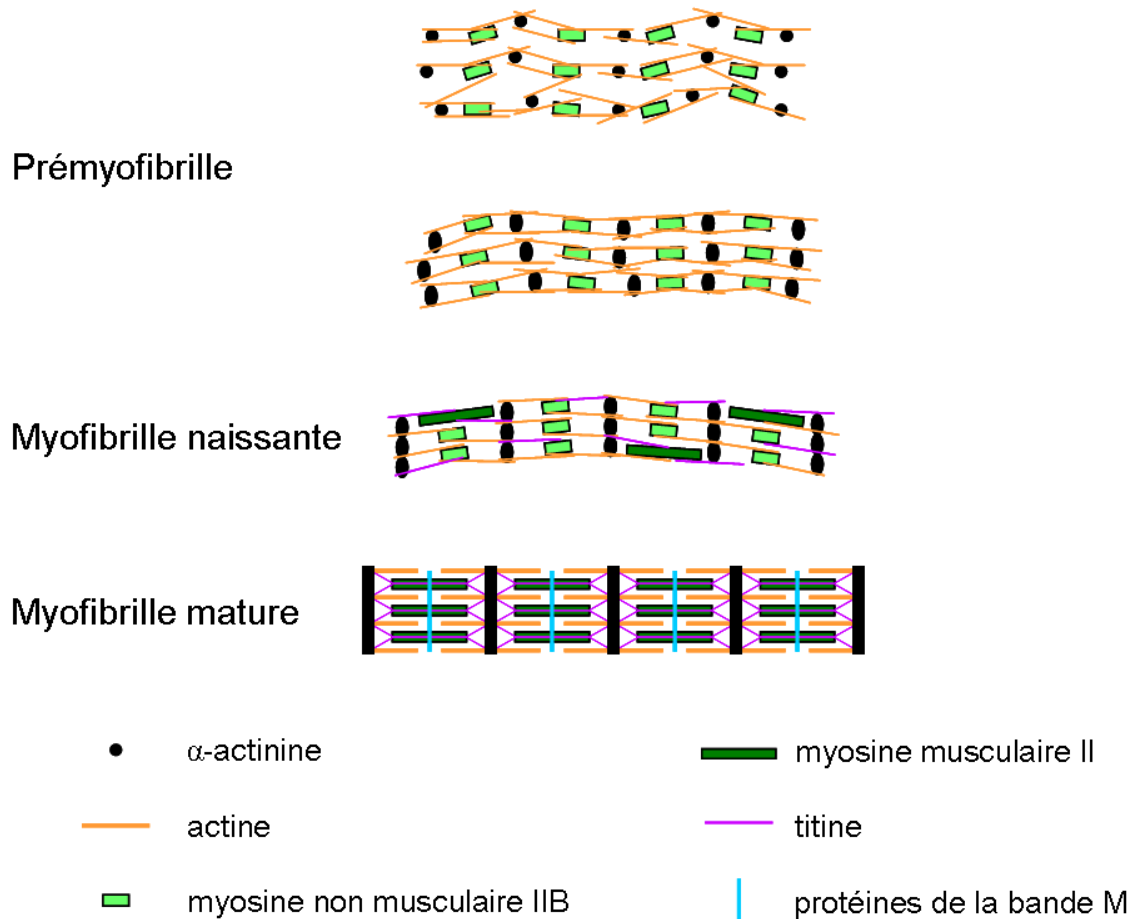 Prémyofibrille
Myofibrille naissante
Myofibrille mature
α-actinine
myosine musculaire II
actine
titine
myosine non musculaire IIB
protéines de la bande M